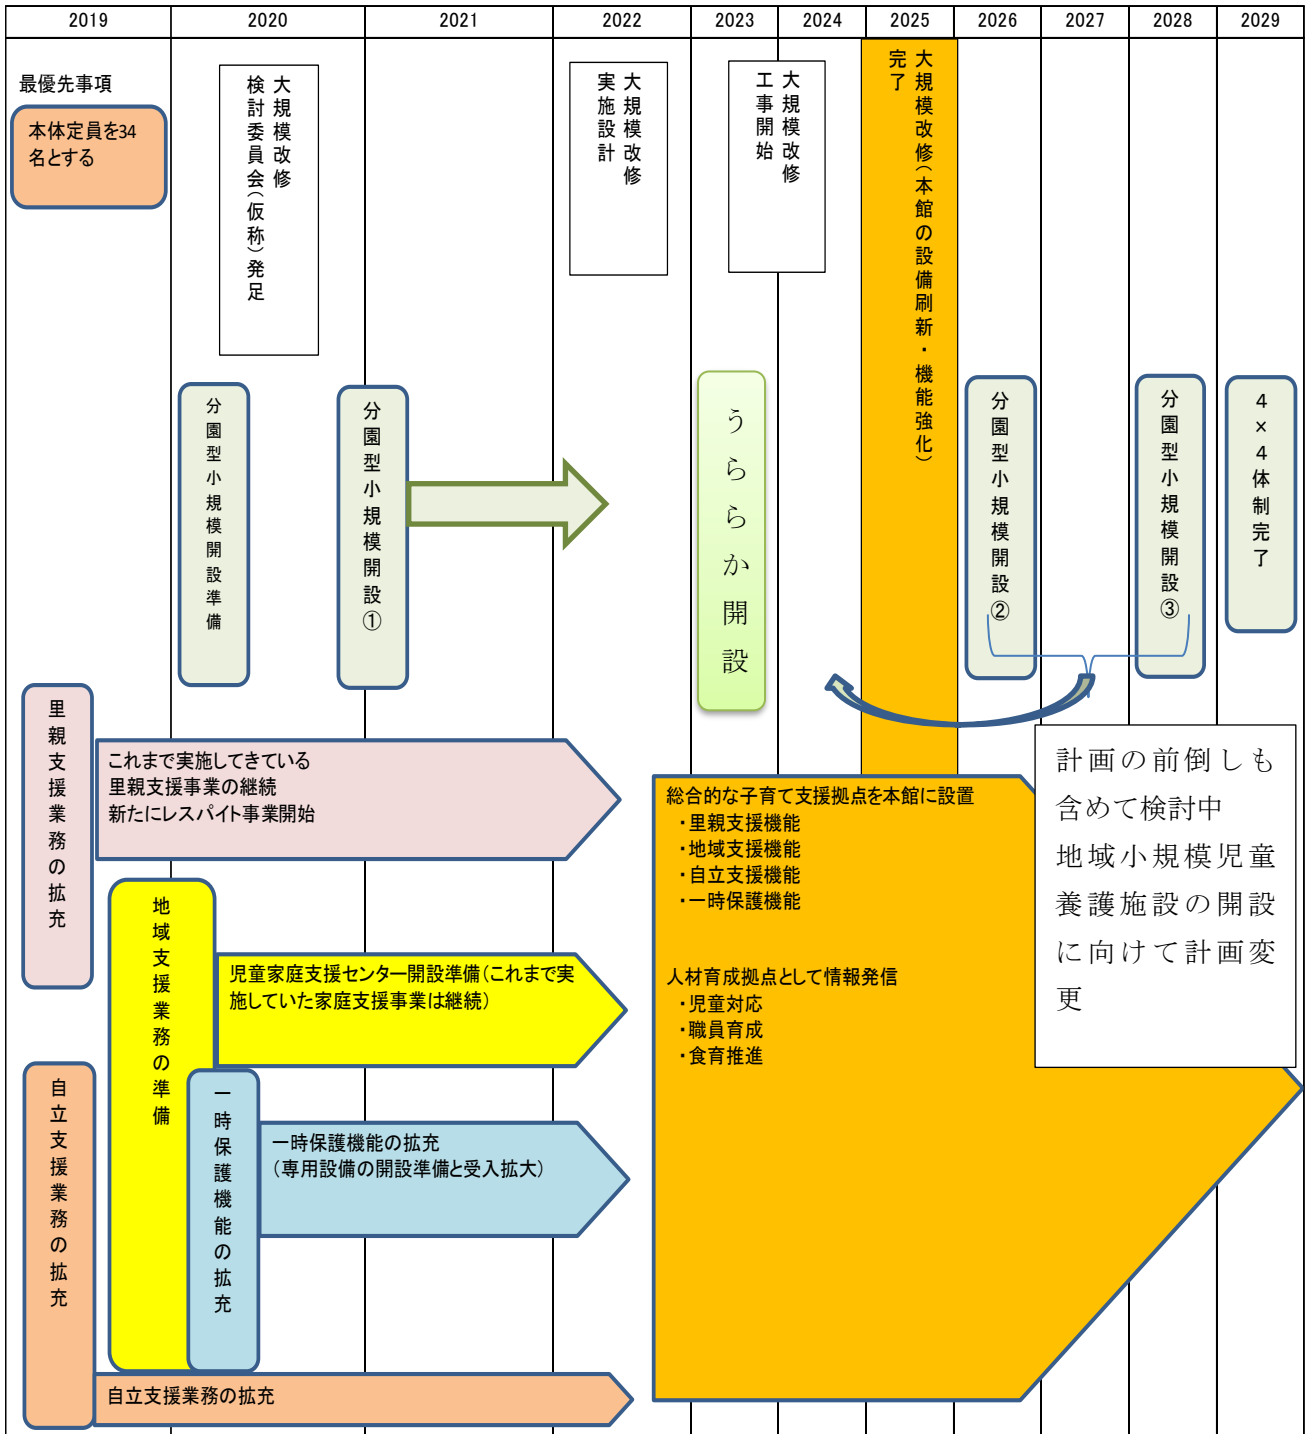 2019 2020 2021 2022 2023 2024 2025 2026 2027 2028 2029
最優先事項
本体定員を34
名とする
大規模改修
検討委員会（仮称）発足
大規模改修
実施設計
大規模改修
工事開始
大規模改修（本館の設備刷新・機能強化）
完了
分園型小規模開設準備
分園型小規模開設①
うららか開設
分園型小規模開設②
分園型小規模開設③
4×4体制完了
里親支援業務の拡充
これまで実施してきている
里親支援事業の継続
新たにレスパイト事業開始
地域支援業務の準備
児童家庭支援センター開設準備（これまで実
施していた家庭支援事業は継続）
一時保護機能の拡充
一時保護機能の拡充
（専用設備の開設準備と受入拡大）
自立支援業務の拡充
自立支援業務の拡充
総合的な子育て支援拠点を本館に設置
・里親支援機能
・地域支援機能
・自立支援機能
・一時保護機能
人材育成拠点として情報発信
・児童対応
・職員育成
・食育推進
計画の前倒しも
含めて検討中
地域小規模児童
養護施設の開設
に向けて計画変
更